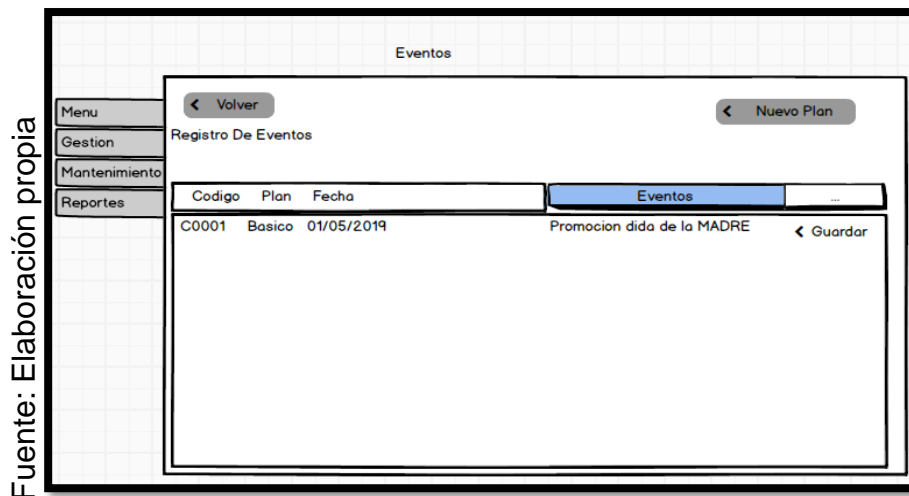 Eventos
Volver
Nuevo Plan
Registro De Eventos
Menu
Gestion
Mantenimiento
Reportes
Codigo Plan Fecha Eventos ...
C0001 Basico 01/05/2019 Promocion dida de la MADRE Guardar
Fuente: Elaboración propia